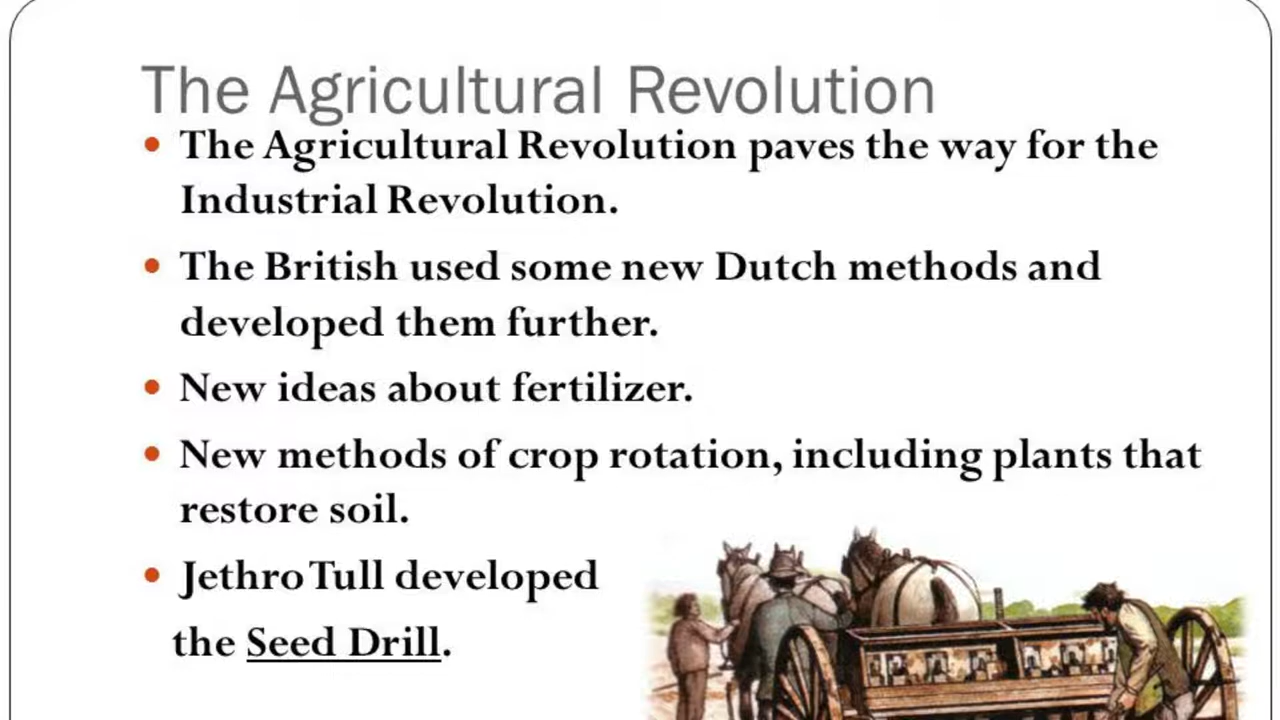 The Agricultural Revolution
• The Agricultural Revolution paves the way for the
Industrial Revolution.
• The British used some new Dutch methods and
developed them further.
• New ideas about fertilizer.
• New methods of crop rotation, including plants that
restore soil.
• Jethro Tull developed
the Seed Drill.